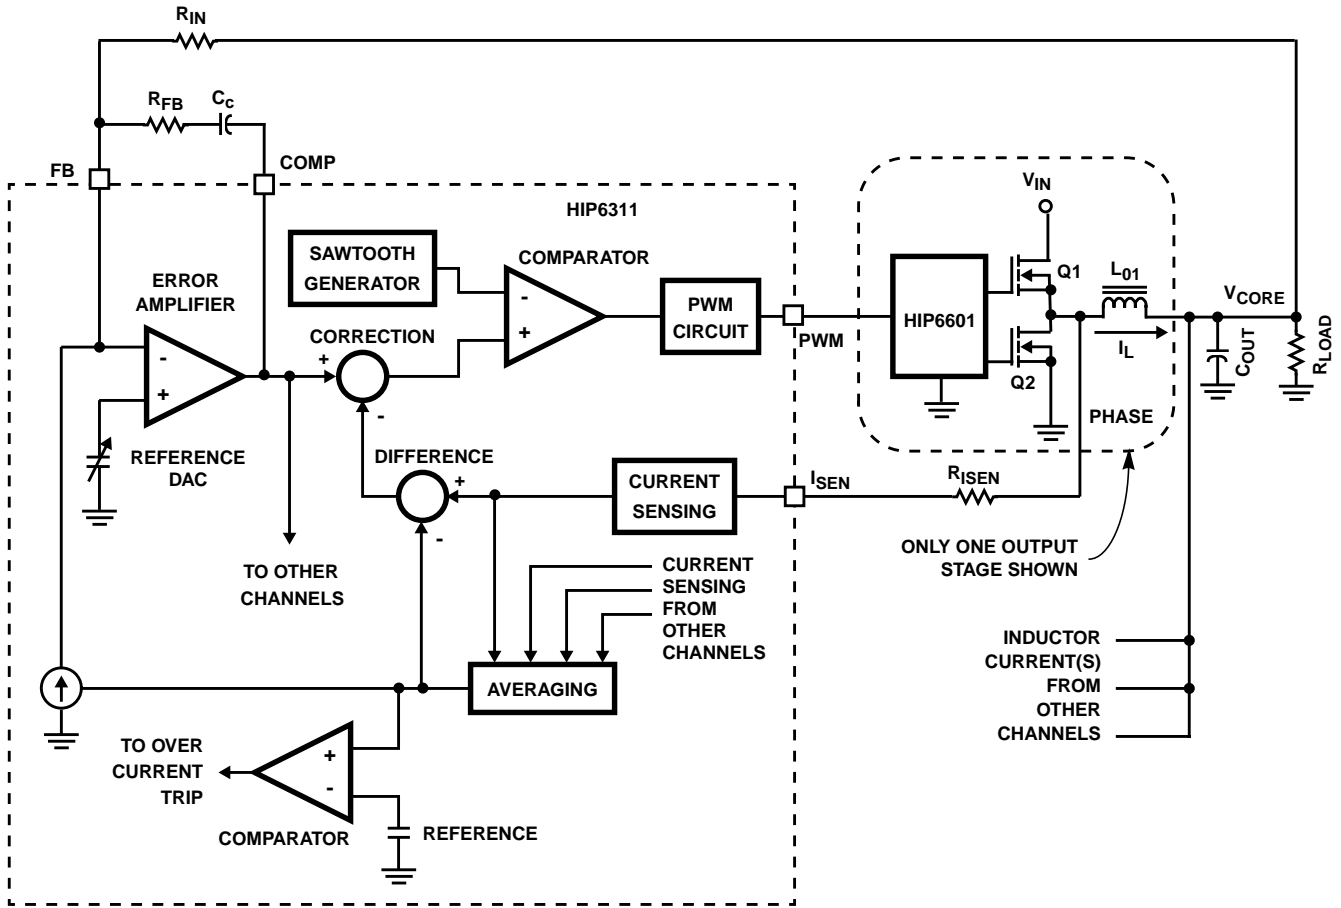 RIN
RFB
Cc
FB
COMP
HIP6311
VIN
SAWTOOTH
GENERATOR
COMPARATOR
ERROR
AMPLIFIER
-
+
PWM
CIRCUIT
PWM
HIP6601
Q1
Q2
L01
IL
VCORE
COUT
RLOAD
CORRECTION
+
-
-
+
PHASE
REFERENCE
DAC
DIFFERENCE
+
-
CURRENT
SENSING
ISEN
RISEN
ONLY ONE OUTPUT
STAGE SHOWN
TO OTHER
CHANNELS
CURRENT
SENSING
FROM
OTHER
CHANNELS
AVERAGING
INDUCTOR
CURRENT(S)
FROM
OTHER
CHANNELS
TO OVER
CURRENT
TRIP
+
-
COMPARATOR
REFERENCE